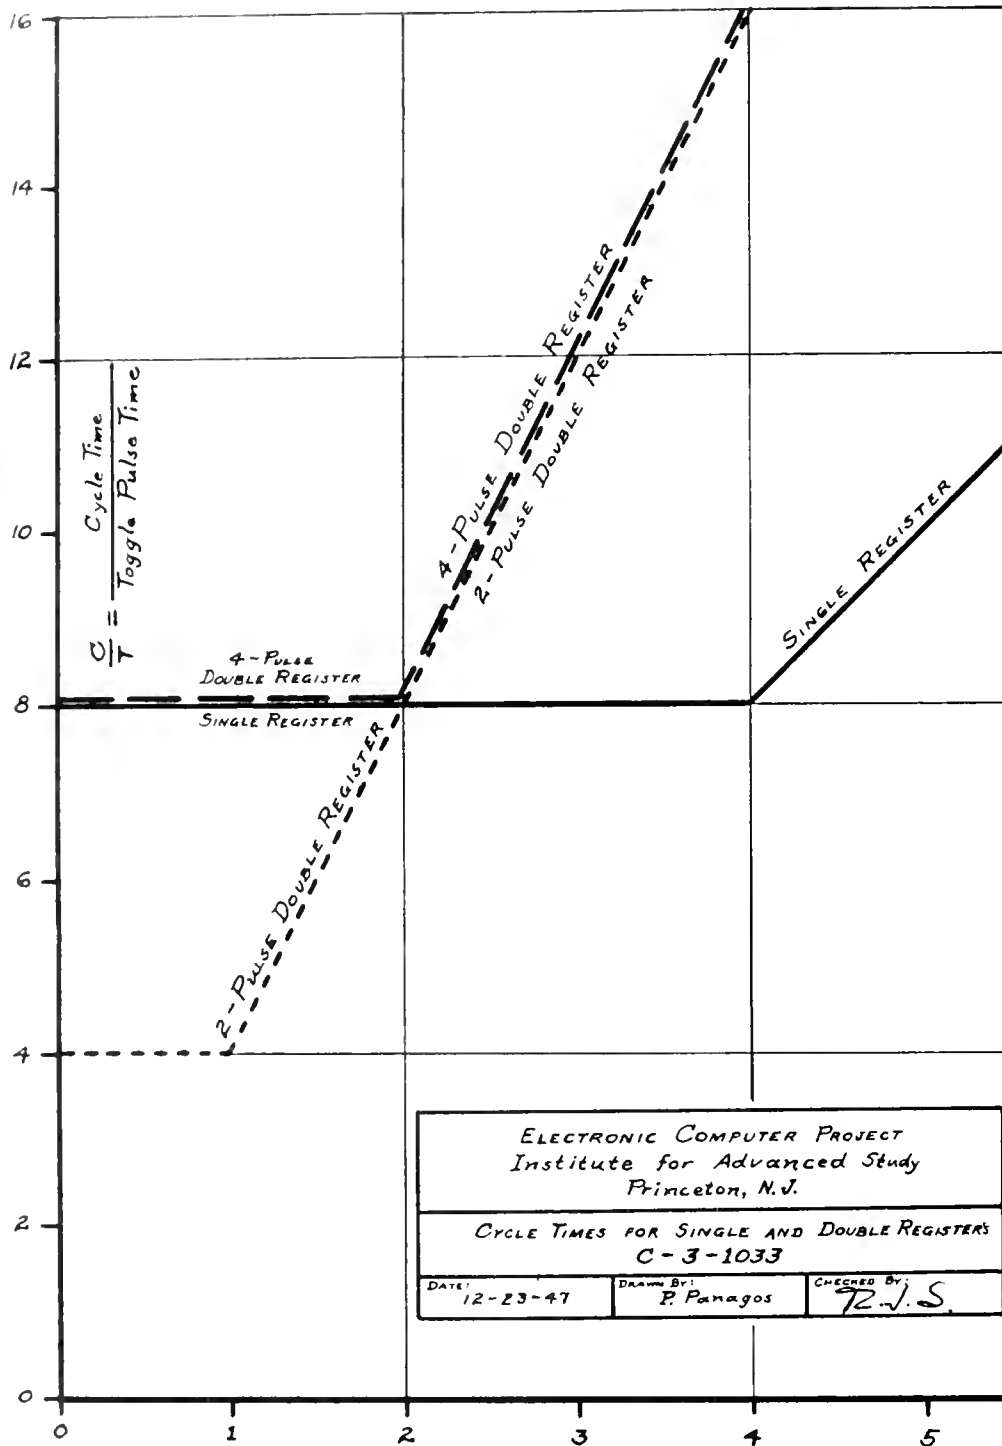 16
14
12
10
8
6
4
2
0
0 1 2 3 4 5
C/T = Cycle Time / Toggle Pulse Time
4-PULSE DOUBLE REGISTER
2-PULSE DOUBLE REGISTER
SINGLE REGISTER
4-PULSE
DOUBLE REGISTER
SINGLE REGISTER
2-PULSE DOUBLE REGISTER
ELECTRONIC COMPUTER PROJECT
Institute for Advanced Study
Princeton, N.J.
CYCLE TIMES FOR SINGLE AND DOUBLE REGISTERS
C-3-1033
DATE:
12-23-47
DRAWN BY:
P. Panagos
CHECKED BY:
R.J.S.